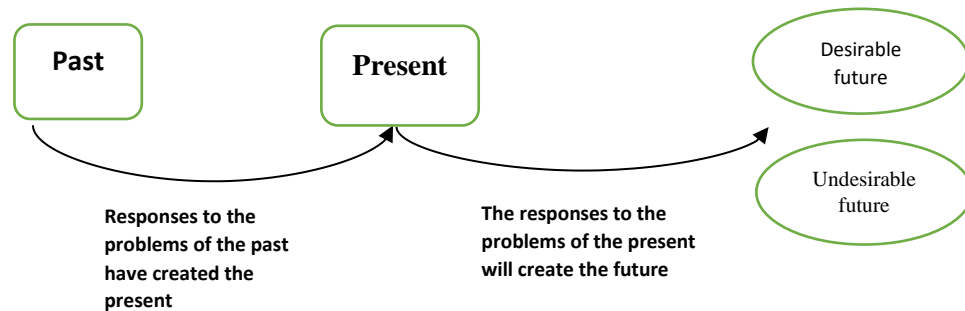 Past
Present
Desirable
future
Undesirable
future
Responses to the
problems of the past
have created the
present
The responses to the
problems of the present
will create the future